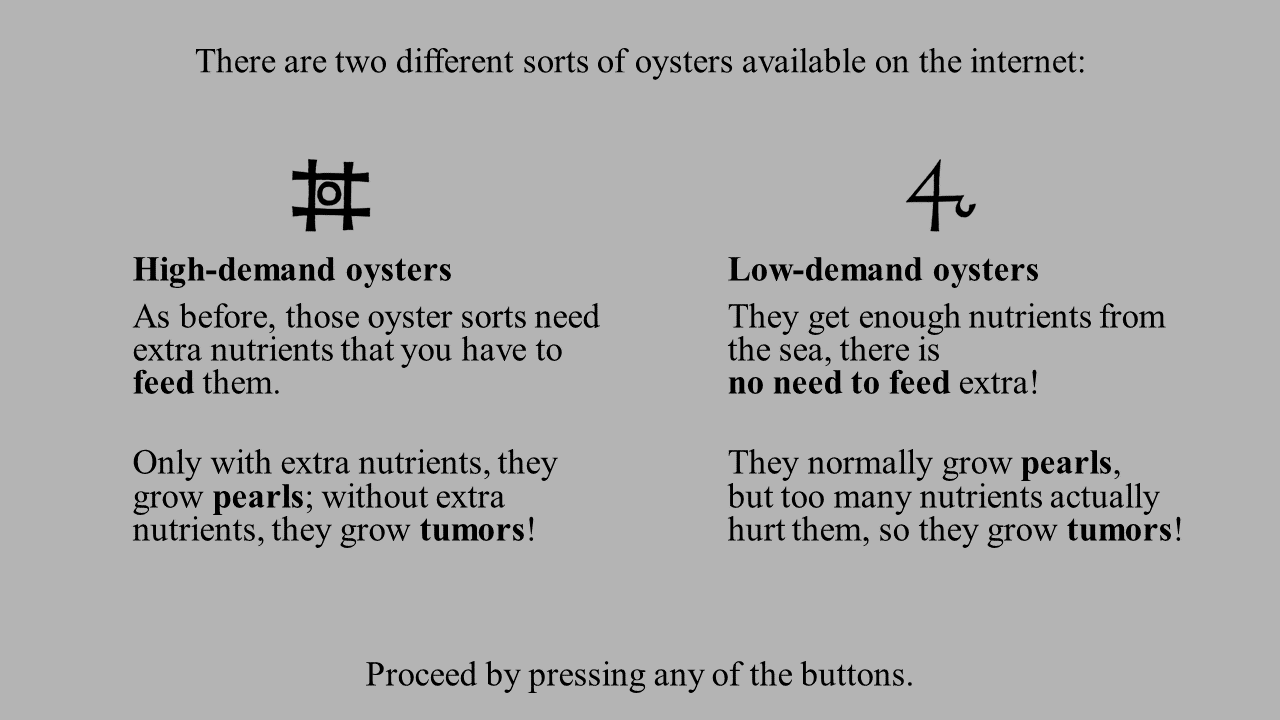 There are two different sorts of oysters available on the internet:
High-demand oysters
As before, those oyster sorts need
extra nutrients that you have to
feed them.
Only with extra nutrients, they
grow pearls; without extra
nutrients, they grow tumors!
Low-demand oysters
They get enough nutrients from
the sea, there is
no need to feed extra!
They normally grow pearls,
but too many nutrients actually
hurt them, so they grow tumors!
Proceed by pressing any of the buttons.